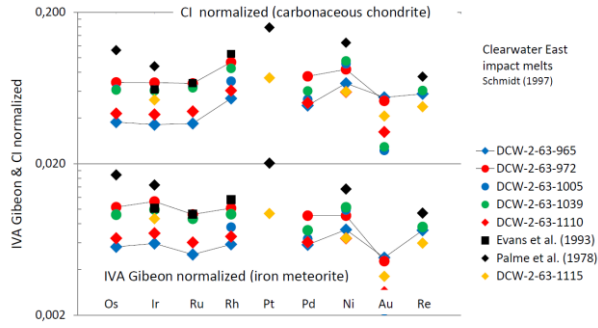 CI normalized (carbonaceous chondrite)
0,200
0,020
0,002
IVA Gibeon & CI normalized
IVA Gibeon normalized (iron meteorite)
Os Ir Ru Rh Pt Pd Ni Au Re
Clearwater East
impact melts
Schmidt (1997)
DCW-2-63-965
DCW-2-63-972
DCW-2-63-1005
DCW-2-63-1039
DCW-2-63-1110
Evans et al. (1993)
Palme et al. (1978)
DCW-2-63-1115